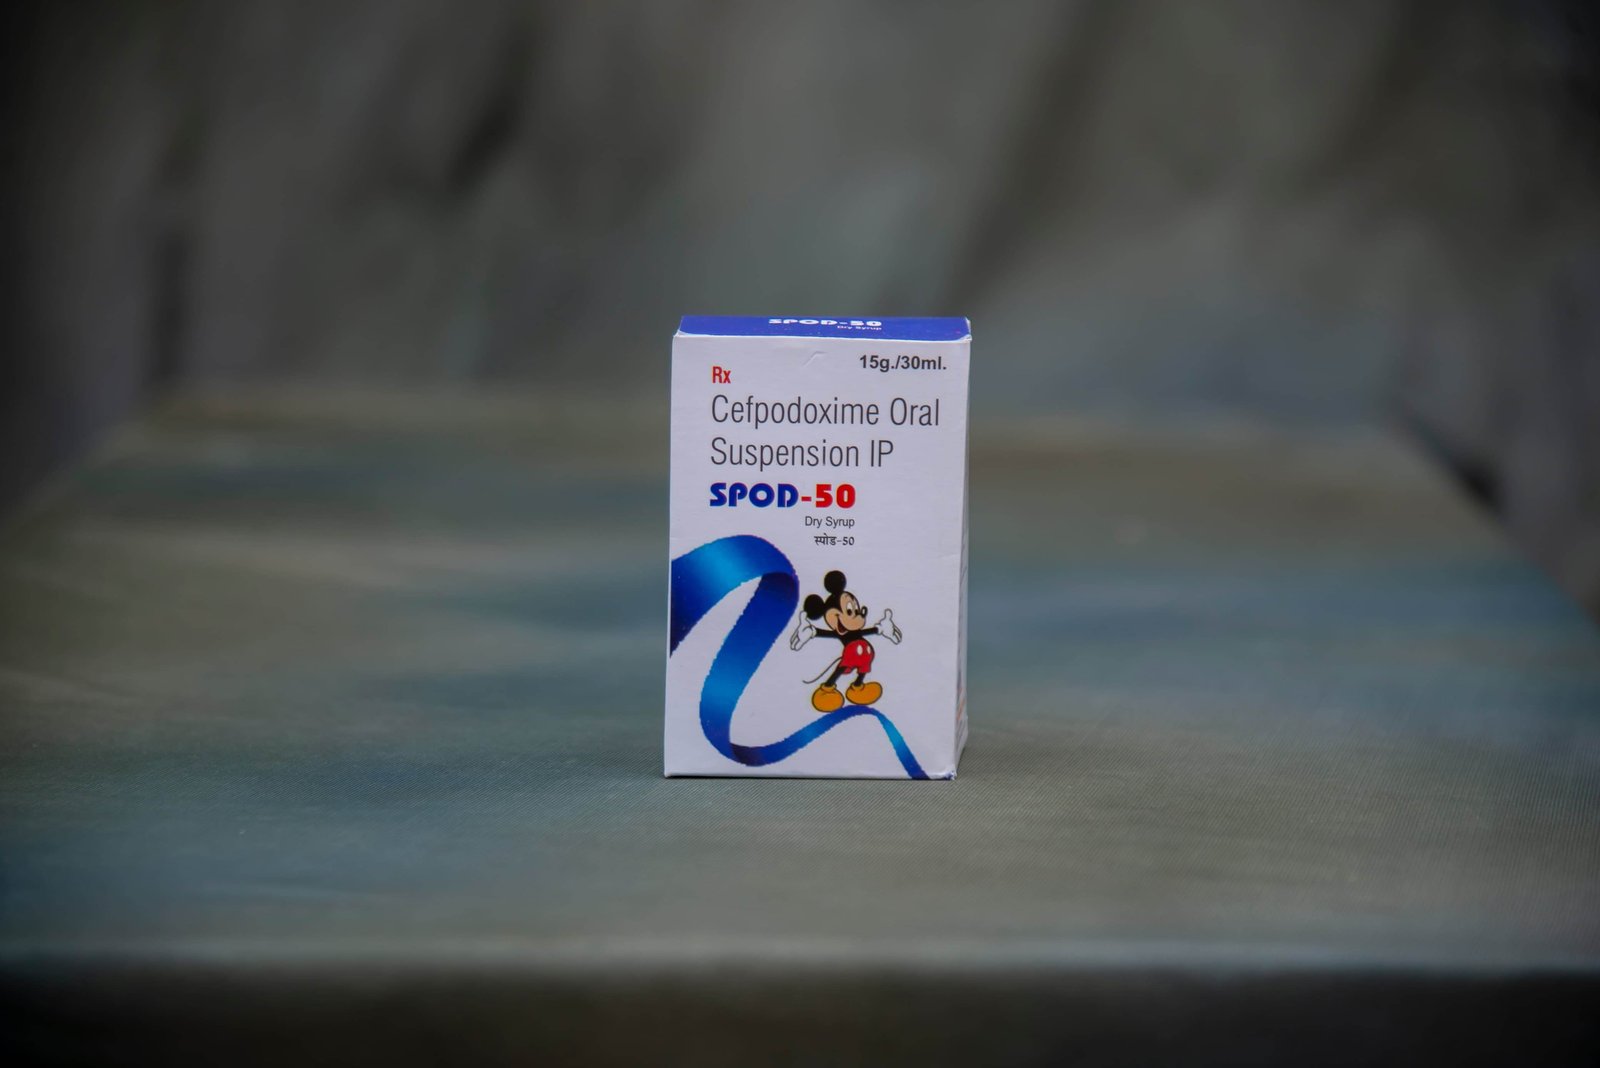 SPOD-50
Dry Syrup
15g./30ml.
Rx
Cefpodoxime Oral
Suspension IP
SPOD-50
Dry Syrup
स्पोड-50